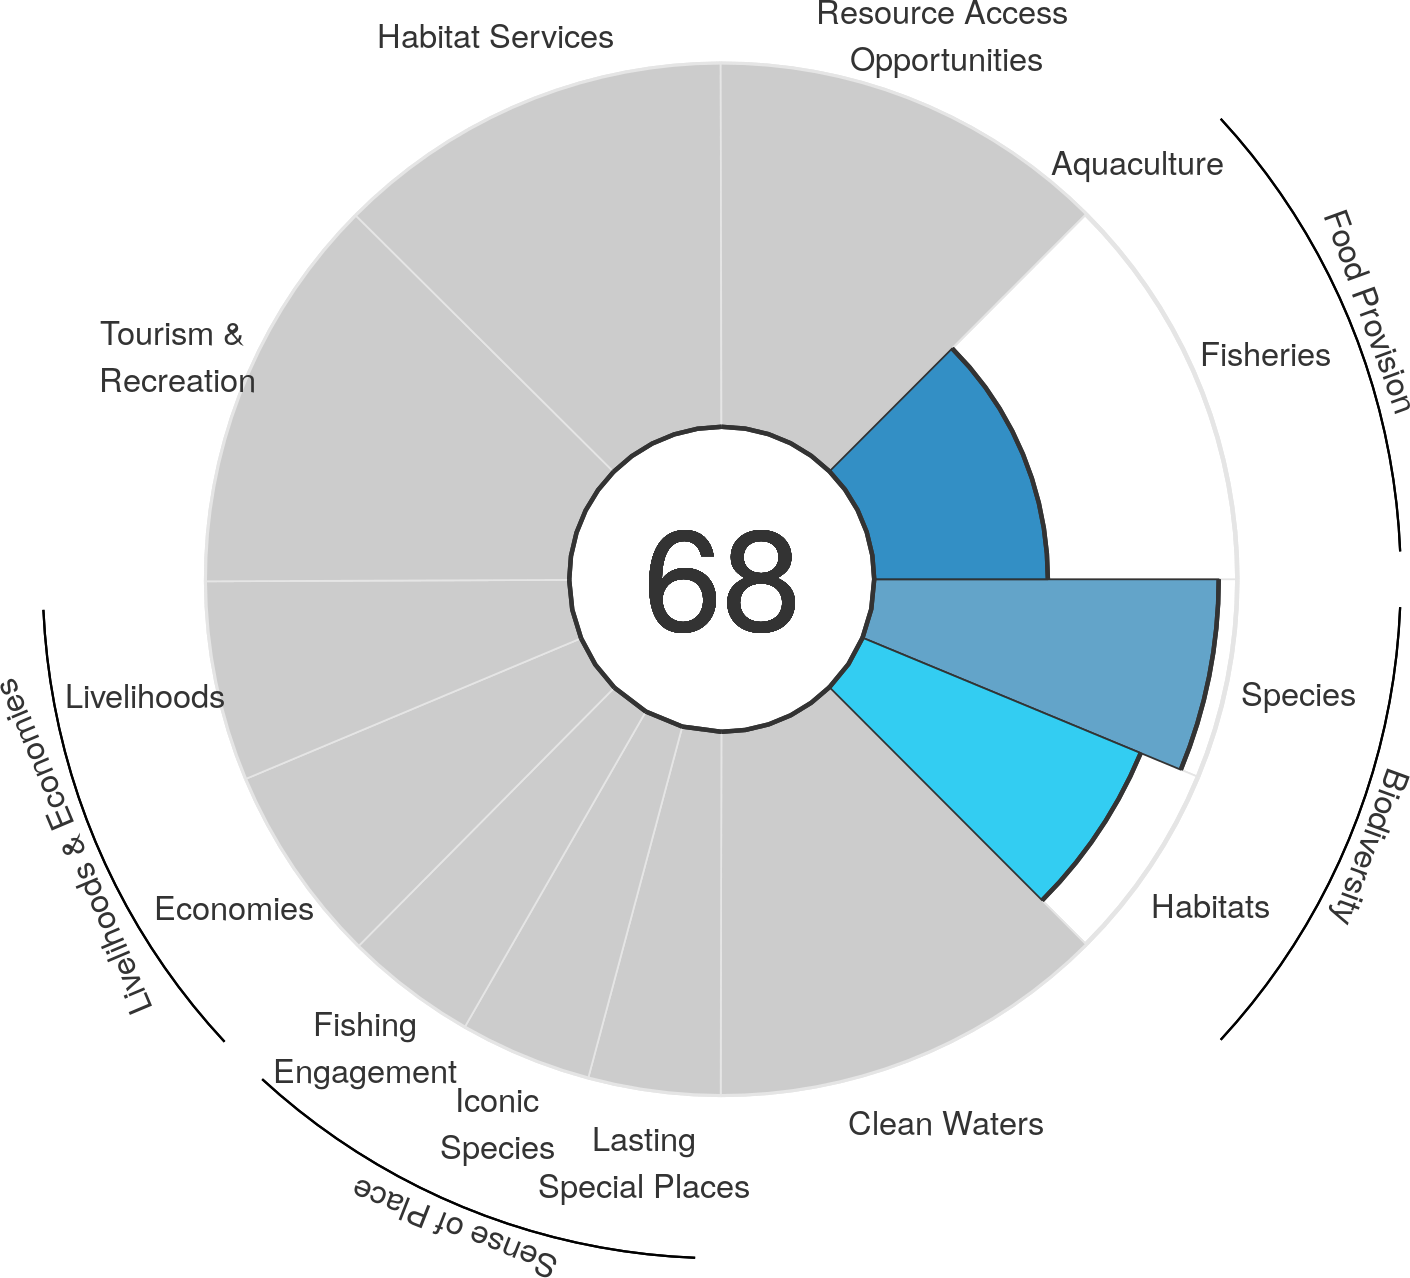 Resource Access
Opportunities
Habitat Services
Aquaculture
Food Provision
Tourism &
Recreation
Fisheries
68
Livelihoods
Species
Livelihoods & Economies
Biodiversity
Economies
Habitats
Fishing
Engagement
Iconic
Species
Lasting
Special Places
Clean Waters
Sense of Place